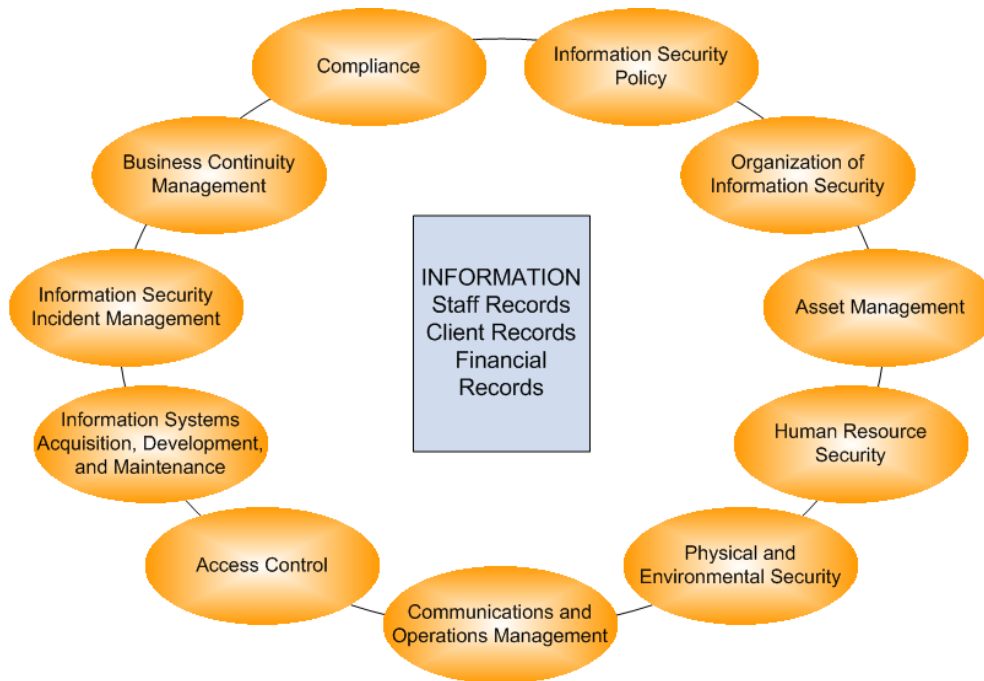 Compliance
Information Security
Policy
Organization of
Information Security
Asset Management
Human Resource
Security
Physical and
Environmental Security
Communications and
Operations Management
Access Control
Information Systems
Acquisition, Development,
and Maintenance
Information Security
Incident Management
Business Continuity
Management
INFORMATION
Staff Records
Client Records
Financial
Records